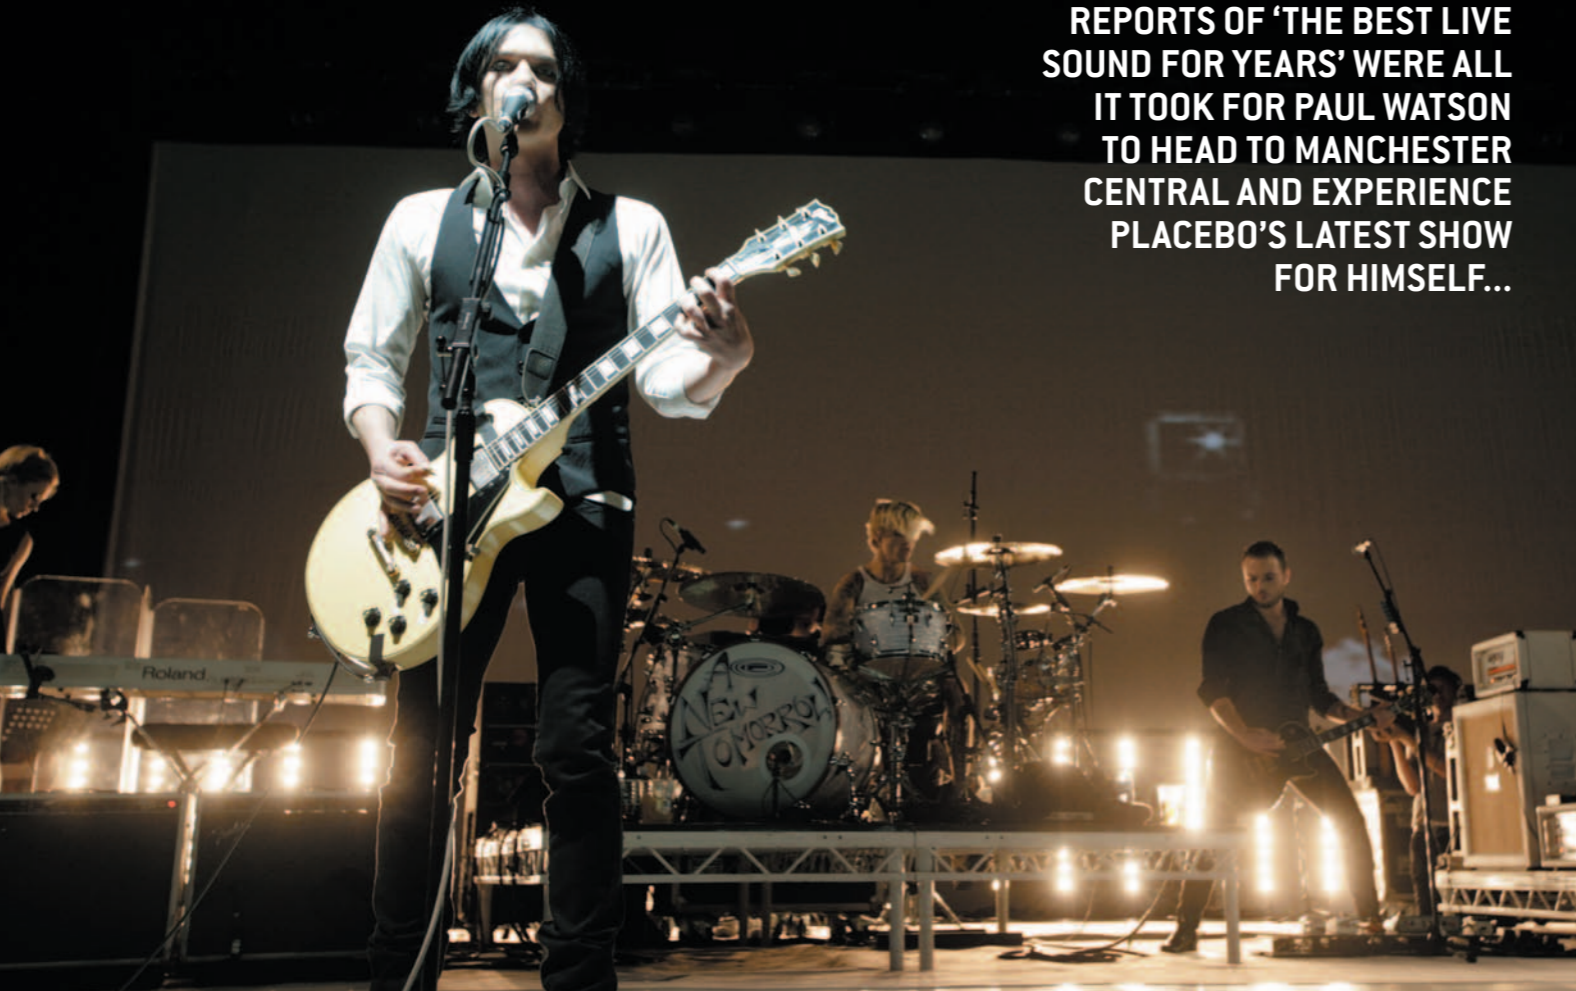 REPORTS OF ‘THE BEST LIVE
SOUND FOR YEARS’ WERE ALL
IT TOOK FOR PAUL WATSON
TO HEAD TO MANCHESTER
CENTRAL AND EXPERIENCE
PLACEBO’S LATEST SHOW
FOR HIMSELF...
Roland
A
NEW
TOMORROW